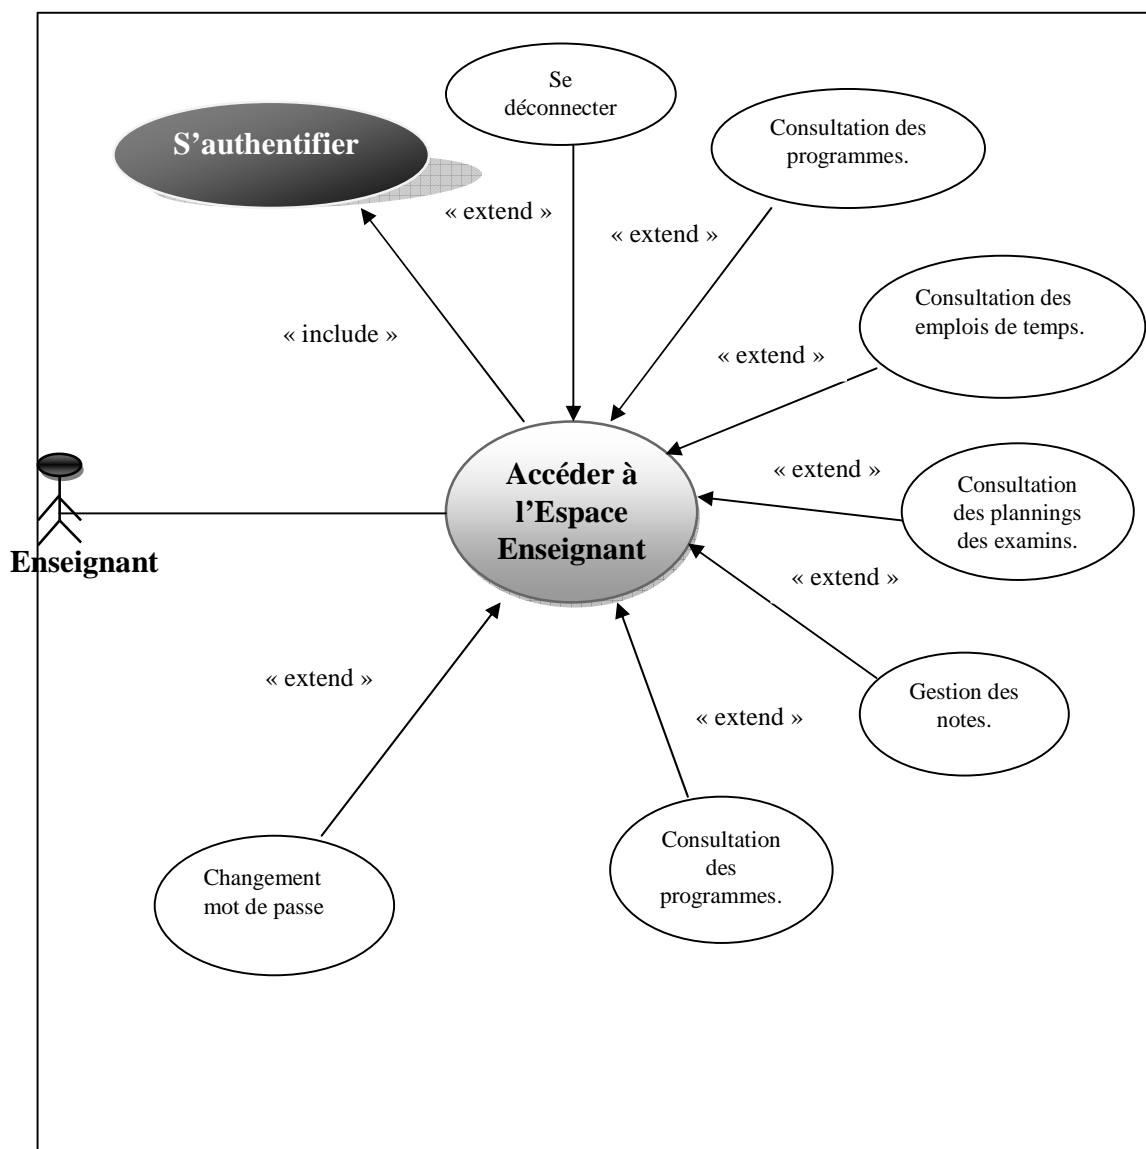 Se
déconnecter
S'authentifier
Consultation des
programmes.
« extend »
« extend »
Consultation des
emplois de temps.
« include »
« extend »
Accéder à
l'Espace
Enseignant
« extend »
Consultation
des plannings
des examins.
Enseignant
« extend »
« extend »
Gestion des
notes.
« extend »
Consultation
des
programmes.
Changement
mot de passe